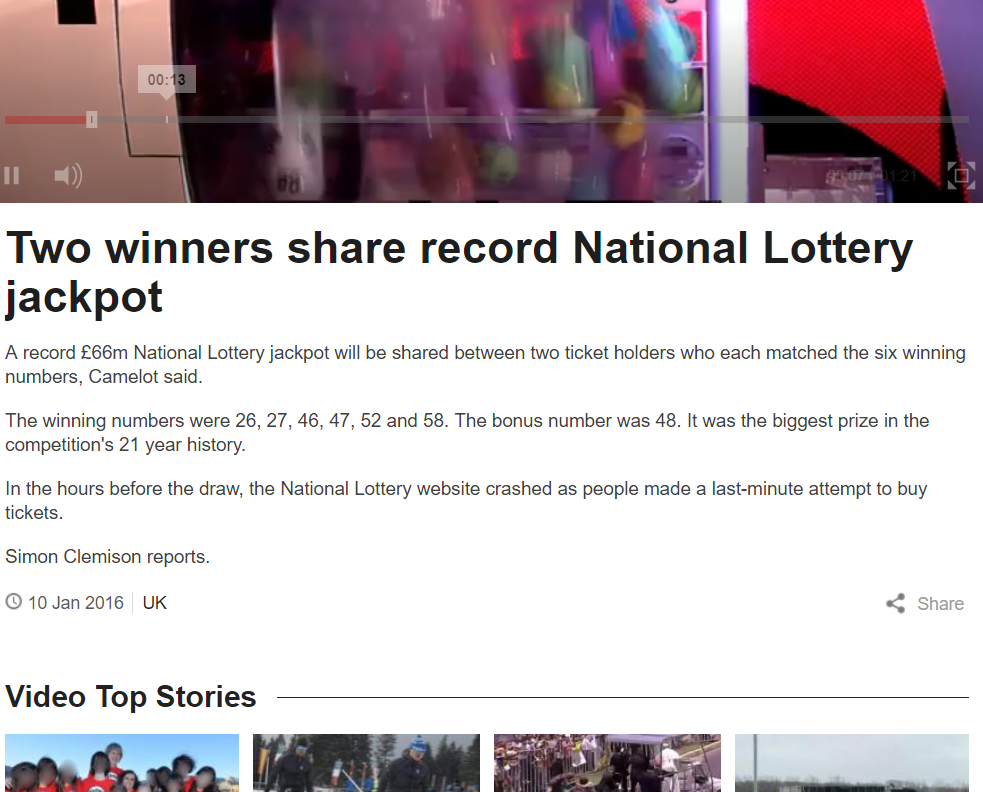 00:13
00:07 / 01:21
Two winners share record National Lottery
jackpot
A record £66m National Lottery jackpot will be shared between two ticket holders who each matched the six winning
numbers, Camelot said.
The winning numbers were 26, 27, 46, 47, 52 and 58. The bonus number was 48. It was the biggest prize in the
competition's 21 year history.
In the hours before the draw, the National Lottery website crashed as people made a last-minute attempt to buy
tickets.
Simon Clemison reports.
10 Jan 2016 UK
Share
Video Top Stories